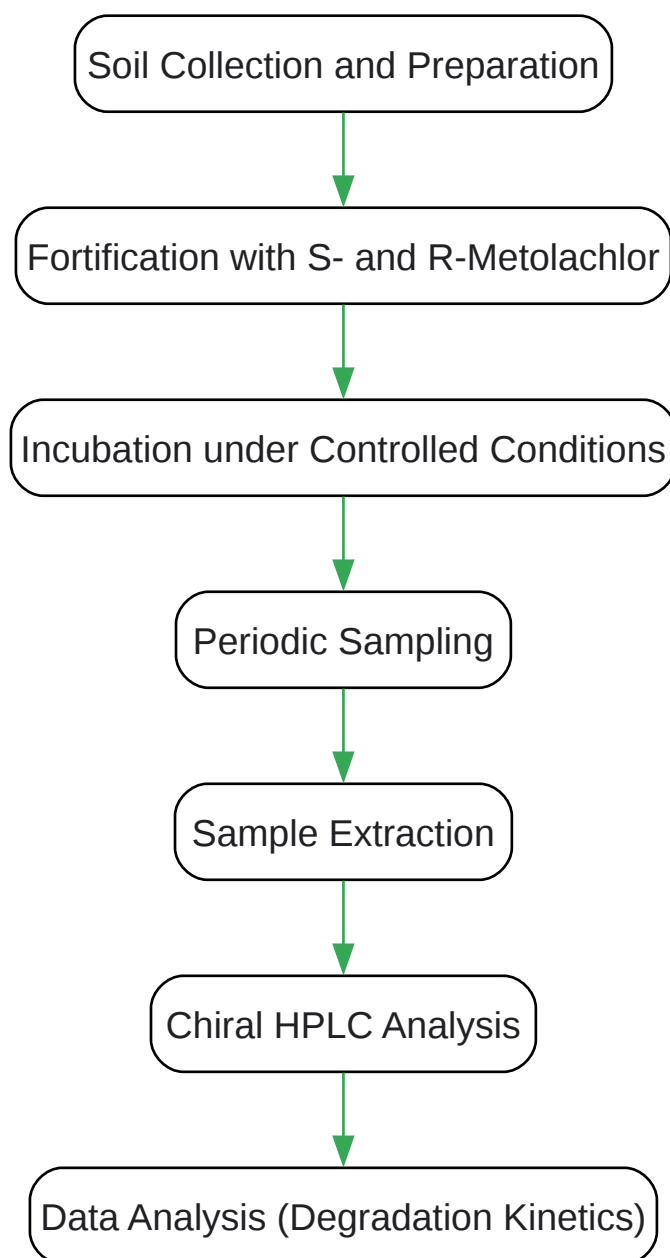 Soil Collection and Preparation
Fortification with S- and R-Metolachlor
Incubation under Controlled Conditions
Periodic Sampling
Sample Extraction
Chiral HPLC Analysis
Data Analysis (Degradation Kinetics)